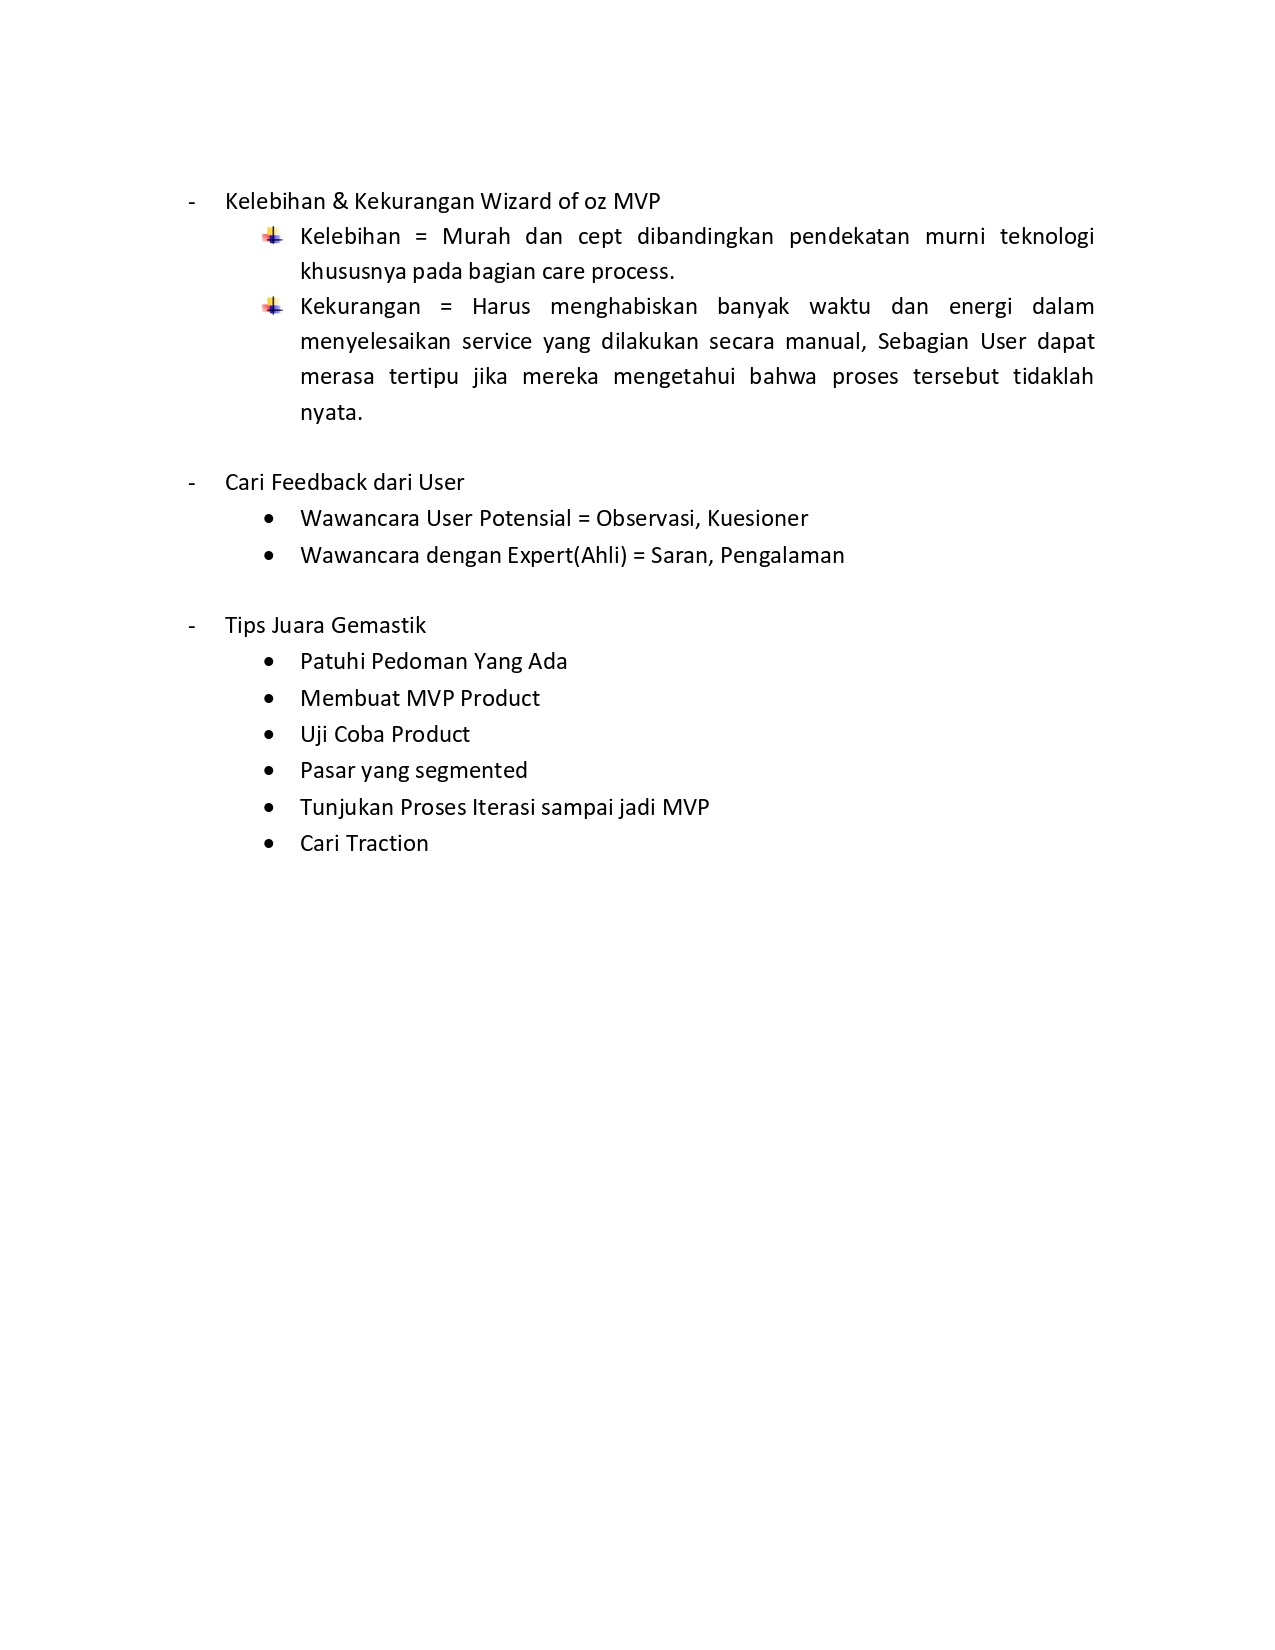 - Kelebihan & Kekurangan Wizard of oz MVP
Kelebihan = Murah dan cept dibandingkan pendekatan murni teknologi
khususnya pada bagian care process.
Kekurangan = Harus menghabiskan banyak waktu dan energi dalam
menyelesaikan service yang dilakukan secara manual, Sebagian User dapat
merasa tertipu jika mereka mengetahui bahwa proses tersebut tidaklah
nyata.
- Cari Feedback dari User
• Wawancara User Potensial = Observasi, Kuesioner
• Wawancara dengan Expert(Ahli) = Saran, Pengalaman
- Tips Juara Gemastik
• Patuhi Pedoman Yang Ada
• Membuat MVP Product
• Uji Coba Product
• Pasar yang segmented
• Tunjukan Proses Iterasi sampai jadi MVP
• Cari Traction